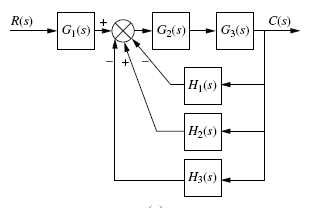 R(s) + C(s)
G₁(s) G₂(s) G₃(s)
− + −
H₁(s)
H₂(s)
H₃(s)